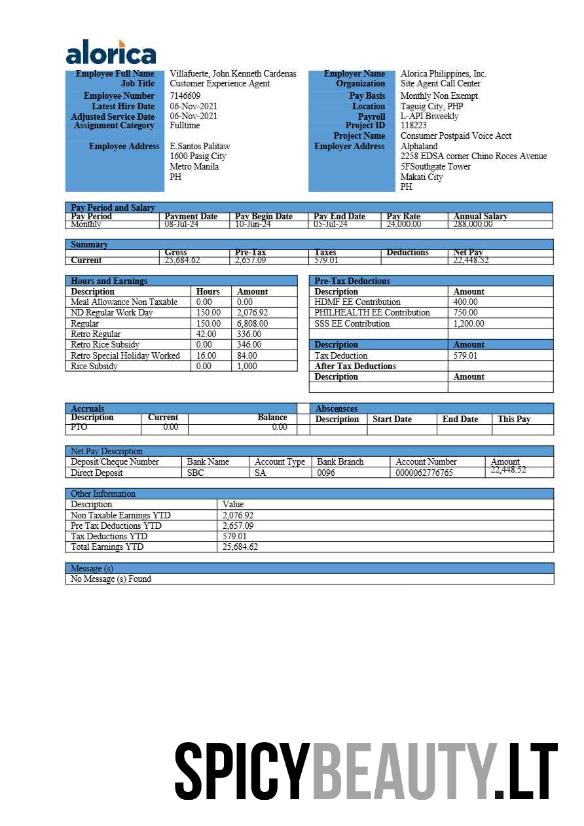 alorica
Employee Full Name Villafuerte, John Kenneth Cardenas Employer Name Alorica Philippines, Inc.
Job Title Customer Experience Agent Organization Site Agent Call Center
Employee Number 7146609 Pay Basis Monthly Non Exempt
Latest Hire Date 06-Nov-2021 Location Taguig City, PHP
Adjusted Service Date 06-Nov-2021 Payroll L-API Biweekly
Assignment Category Fulltime Project ID 118223
Project Name Consumer Postpaid Voice Acct
Employee Address E.Santos Palitaw Employer Address Alphaland
1600 Pasig City 2258 EDSA corner Chino Roces Avenue
Metro Manila 5FSouthgate Tower
PH Makati City
PH
Pay Period and Salary
Pay Period Payment Date Pay Begin Date Pay End Date Pay Rate Annual Salary
Monthly 08-Jul-24 10-Jun-24 05-Jul-24 24,000.00 288,000.00
Summary
Gross Pre-Tax Taxes Deductions Net Pay
Current 25,684.62 2,657.09 579.01 22,448.52
Hours and Earnings Pre-Tax Deductions
Description Hours Amount Description Amount
Meal Allowance Non Taxable 0.00 0.00 HDMF EE Contribution 400.00
ND Regular Work Day 150.00 2,076.92 PHILHEALTH EE Contribution 750.00
Regular 150.00 6,808.00 SSS EE Contribution 1,200.00
Retro Regular 42.00 336.00
Retro Rice Subsidy 0.00 346.00 Description Amount
Retro Special Holiday Worked 16.00 84.00 Tax Deduction 579.01
Rice Subsidy 0.00 1,000 After Tax Deductions
Description Amount
Accruals Abscensces
Description Current Balance Description Start Date End Date This Pay
PTO 0.00 0.00
Net Pay Description
Deposit/Cheque Number Bank Name Account Type Bank Branch Account Number Amount
Direct Deposit SBC SA 0096 0000062776765 22,448.52
Other Information
Description Value
Non Taxable Earnings YTD 2,076.92
Pre Tax Deductions YTD 2,657.09
Tax Deductions YTD 579.01
Total Earnings YTD 25,684.62
Message (s)
No Message (s) Found
SPICYBEAUTY.LT